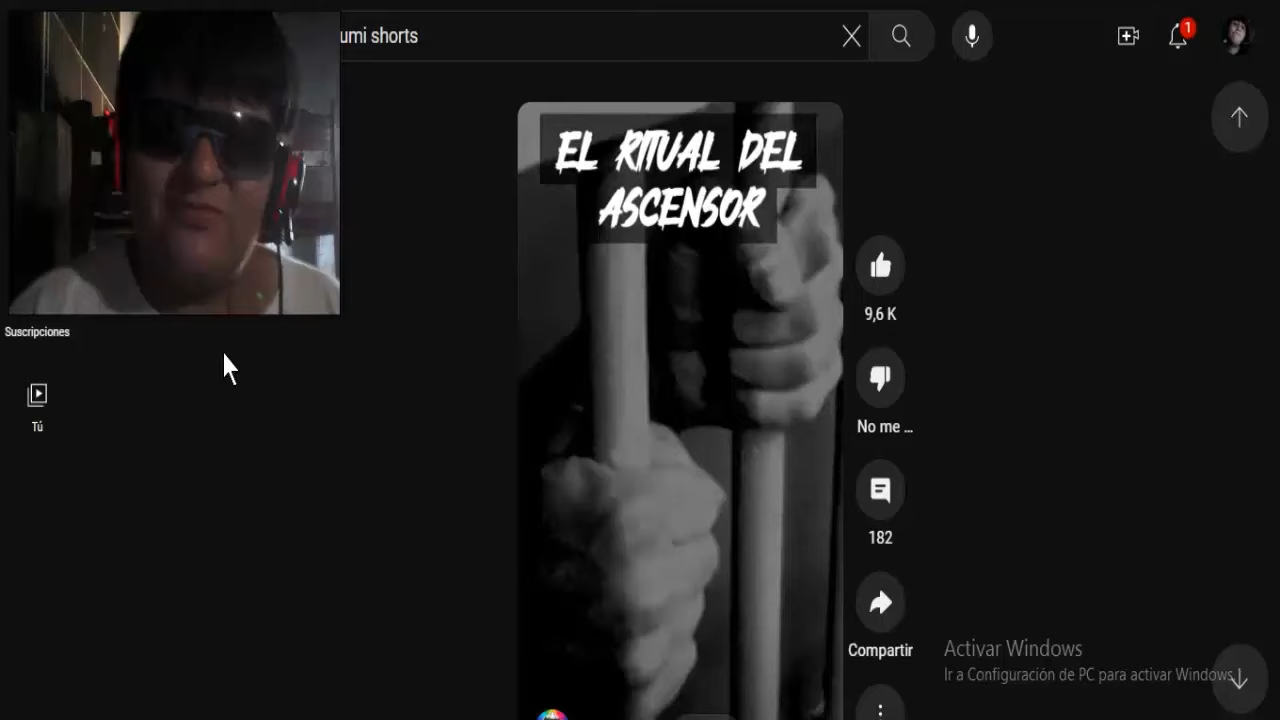 umi shorts
1
EL RITUAL DEL
ASCENSOR
9,6 K
Suscripciones
Tú
No me ...
182
Compartir
Activar Windows
Ir a Configuración de PC para activar Windows.